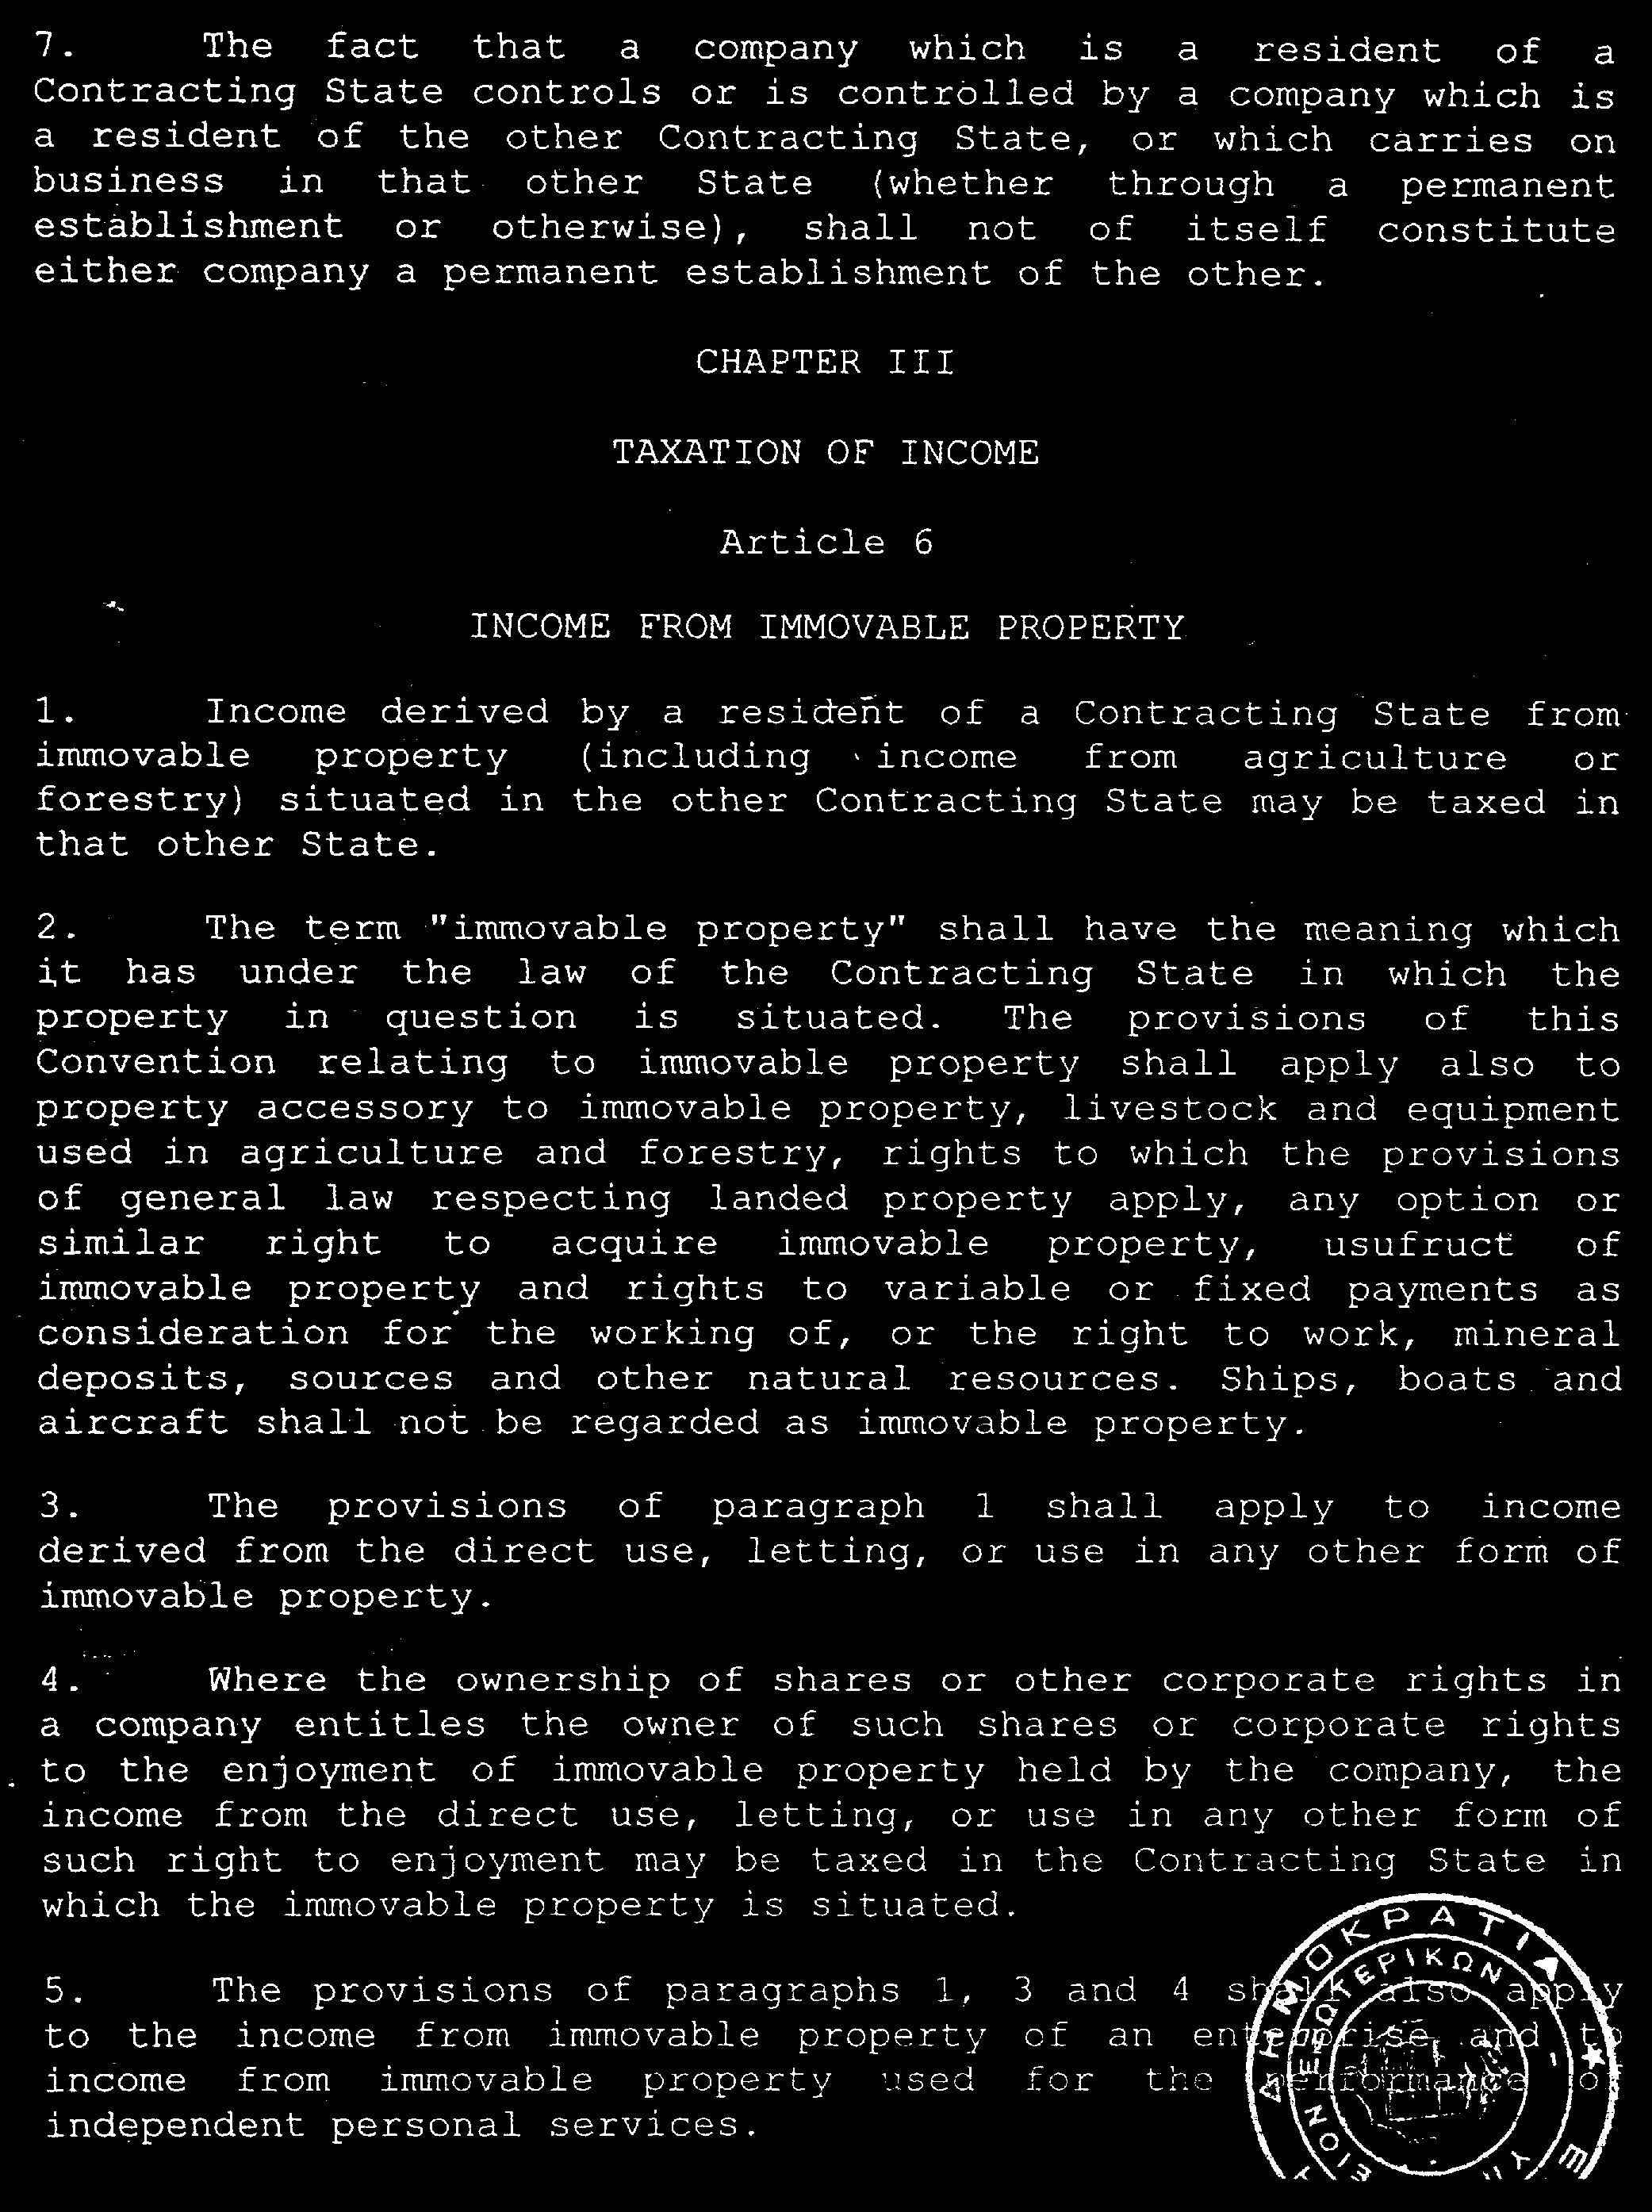 7. The fact that a company which is a resident of a
Contracting State controls or is controlled by a company which is
a resident of the other Contracting State, or which carries on
business in that other State (whether through a permanent
establishment or otherwise), shall not of itself constitute
either company a permanent establishment of the other.
CHAPTER III
TAXATION OF INCOME
Article 6
INCOME FROM IMMOVABLE PROPERTY
1. Income derived by a resident of a Contracting State from
immovable property (including income from agriculture or
forestry) situated in the other Contracting State may be taxed in
that other State.
2. The term "immovable property" shall have the meaning which
it has under the law of the Contracting State in which the
property in question is situated. The provisions of this
Convention relating to immovable property shall apply also to
property accessory to immovable property, livestock and equipment
used in agriculture and forestry, rights to which the provisions
of general law respecting landed property apply, any option or
similar right to acquire immovable property, usufruct of
immovable property and rights to variable or fixed payments as
consideration for the working of, or the right to work, mineral
deposits, sources and other natural resources. Ships, boats and
aircraft shall not be regarded as immovable property.
3. The provisions of paragraph 1 shall apply to income
derived from the direct use, letting, or use in any other form of
immovable property.
4. Where the ownership of shares or other corporate rights in
a company entitles the owner of such shares or corporate rights
to the enjoyment of immovable property held by the company, the
income from the direct use, letting, or use in any other form of
such right to enjoyment may be taxed in the Contracting State in
which the immovable property is situated.
5. The provisions of paragraphs 1, 3 and 4 shall also apply
to the income from immovable property of an enterprise and to
income from immovable property used for the performance of
independent personal services.
ΔΗΜΟΚΡΑΤΙΑ
ΕΞΩΤΕΡΙΚΩΝ